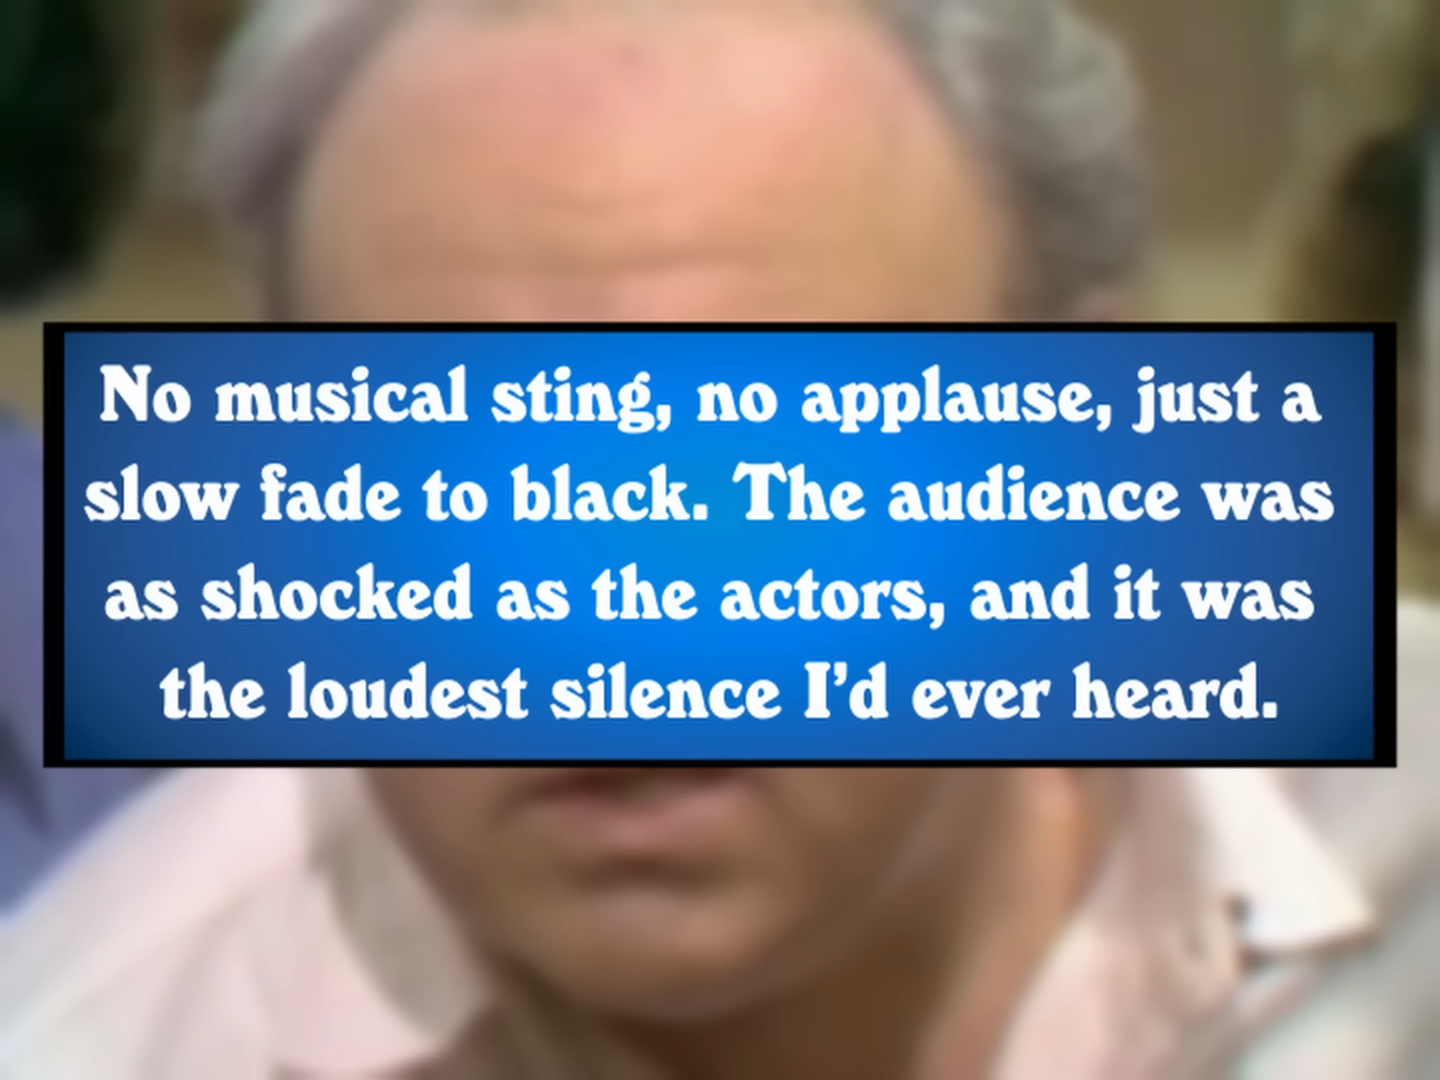 No musical sting, no applause, just a
slow fade to black. The audience was
as shocked as the actors, and it was
the loudest silence I'd ever heard.